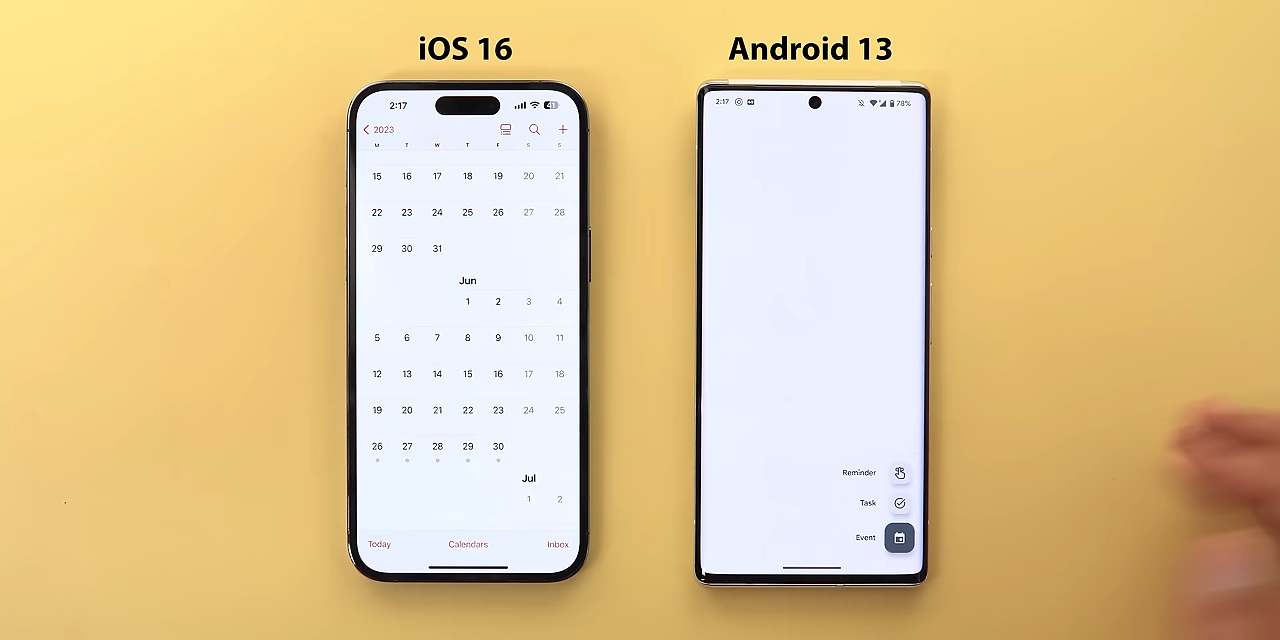 iOS 16
Android 13
2:17
41
2023
M T W T F S S
15 16 17 18 19 20 21
22 23 24 25 26 27 28
29 30 31
Jun
1 2 3 4
5 6 7 8 9 10 11
12 13 14 15 16 17 18
19 20 21 22 23 24 25
26 27 28 29 30
Jul
1 2
Today Calendars Inbox
2:17
78%
Reminder
Task
Event